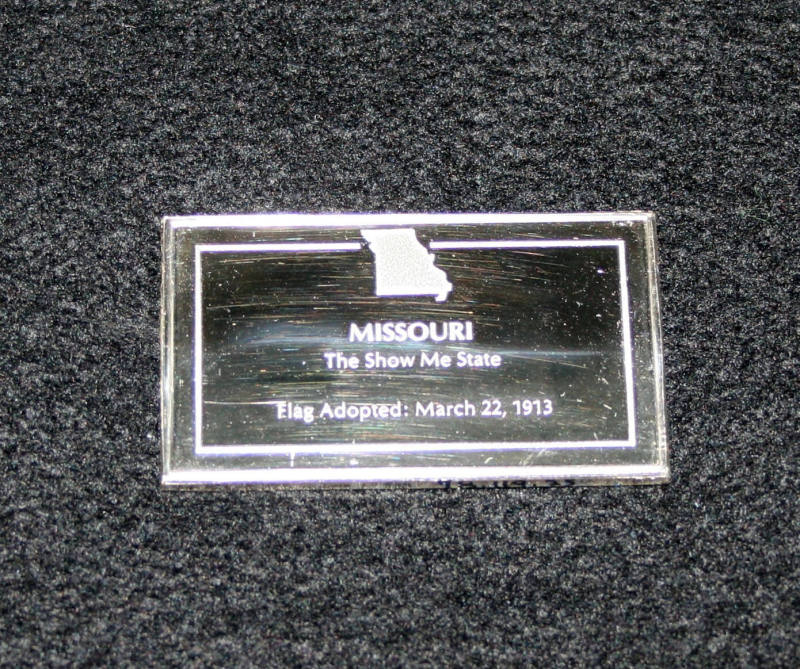 MISSOURI
The Show Me State
Flag Adopted: March 22, 1913